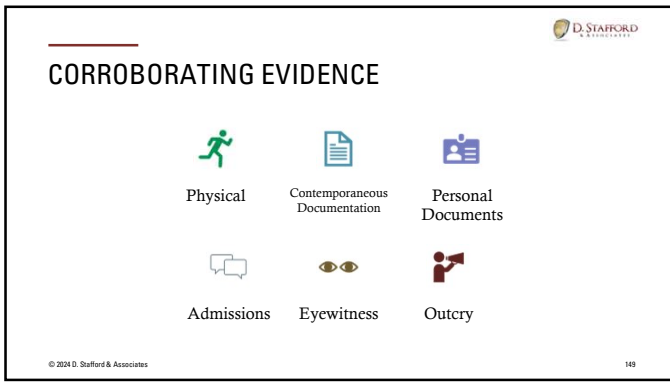 D. STAFFORD
& ASSOCIATES
CORROBORATING EVIDENCE
Physical
Contemporaneous
Documentation
Personal
Documents
Admissions
Eyewitness
Outcry
© 2024 D. Stafford & Associates
149